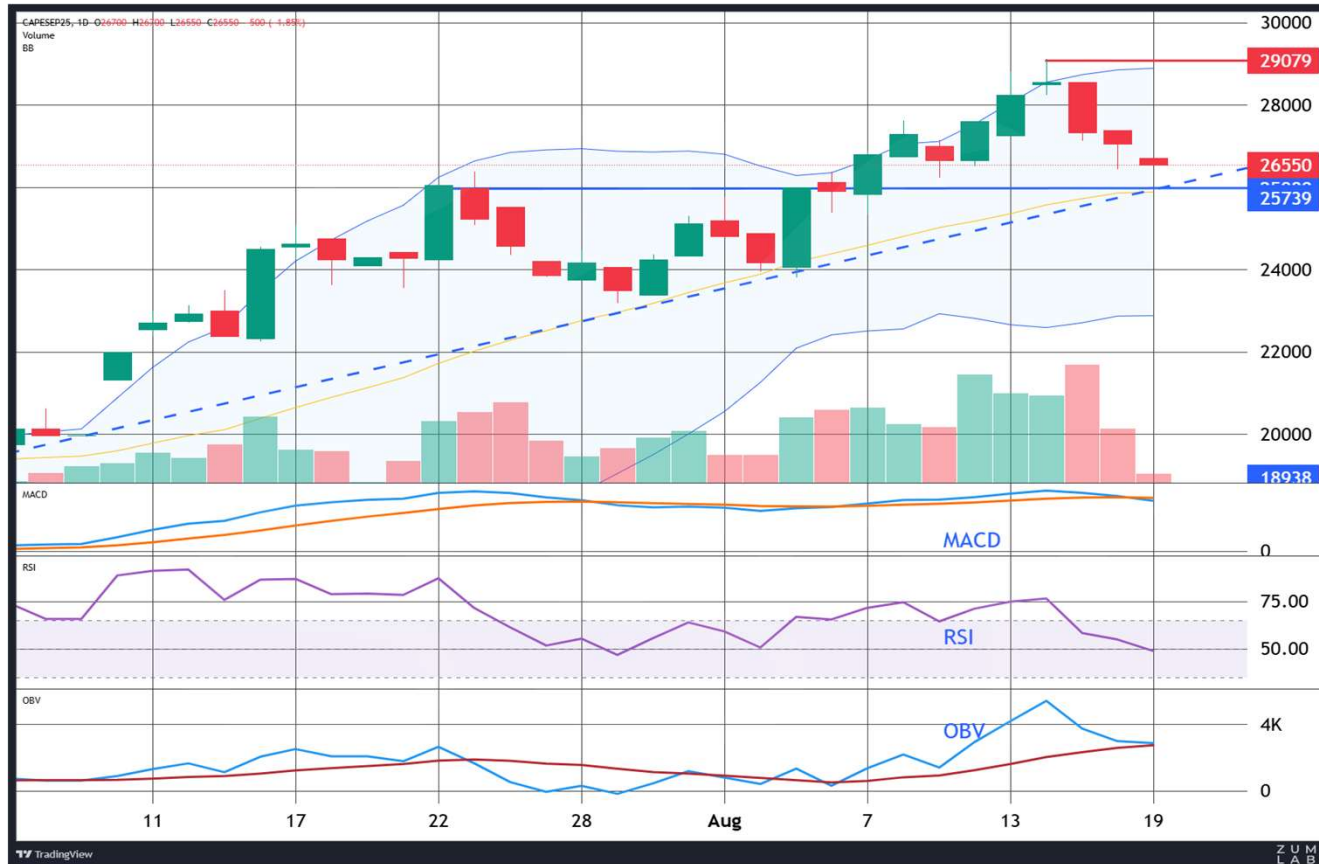 CAPESEP25, 1D O26700 H26700 L26550 C26550 -500 (-1.85%)
Volume
BB
30000
29079
28000
26550
25739
24000
22000
20000
18938
MACD
MACD
0
RSI
75.00
RSI
50.00
OBV
OBV
4K
0
11 17 22 28 Aug 7 13 19
TradingView
ZUM
LAB